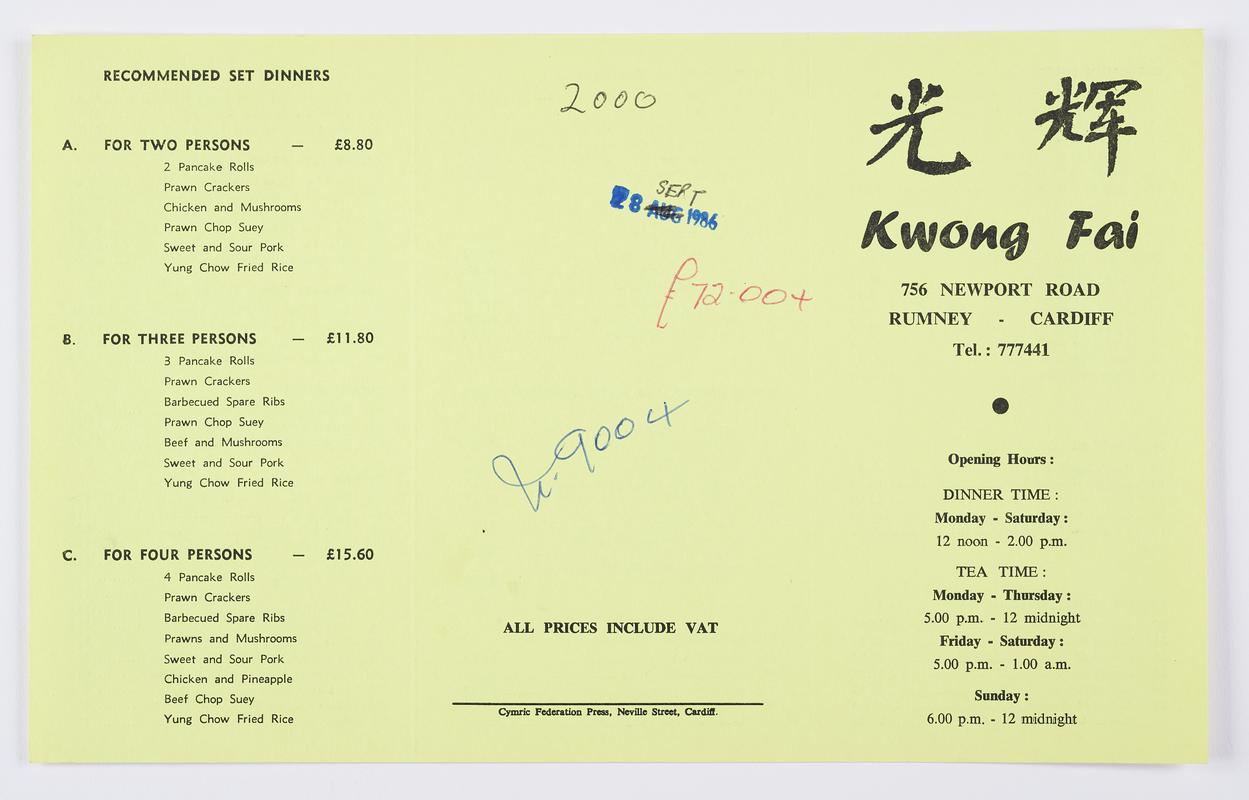 RECOMMENDED SET DINNERS
A. FOR TWO PERSONS — £8.80
2 Pancake Rolls
Prawn Crackers
Chicken and Mushrooms
Prawn Chop Suey
Sweet and Sour Pork
Yung Chow Fried Rice
B. FOR THREE PERSONS — £11.80
3 Pancake Rolls
Prawn Crackers
Barbecued Spare Ribs
Prawn Chop Suey
Beef and Mushrooms
Sweet and Sour Pork
Yung Chow Fried Rice
C. FOR FOUR PERSONS — £15.60
4 Pancake Rolls
Prawn Crackers
Barbecued Spare Ribs
Prawns and Mushrooms
Sweet and Sour Pork
Chicken and Pineapple
Beef Chop Suey
Yung Chow Fried Rice
2000
SEPT
28 AUG 1986
£72.00+
9004
ALL PRICES INCLUDE VAT
Cymric Federation Press, Neville Street, Cardiff.
光 輝
Kwong Fai
756 NEWPORT ROAD
RUMNEY - CARDIFF
Tel.: 777441
Opening Hours:
DINNER TIME:
Monday - Saturday:
12 noon - 2.00 p.m.
TEA TIME:
Monday - Thursday:
5.00 p.m. - 12 midnight
Friday - Saturday:
5.00 p.m. - 1.00 a.m.
Sunday:
6.00 p.m. - 12 midnight